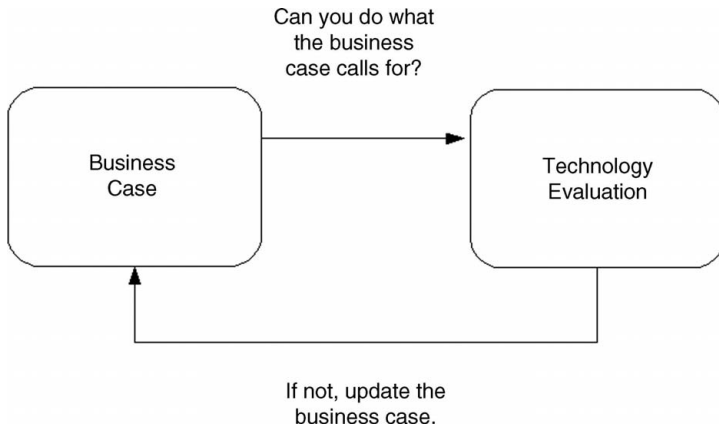 Can you do what
the business
case calls for?
Business
Case
Technology
Evaluation
If not, update the
business case.